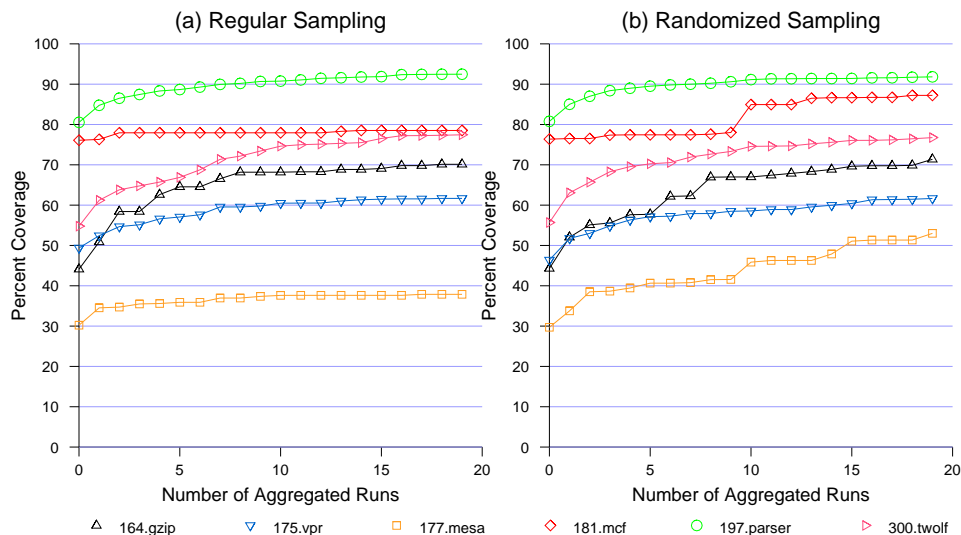 (a) Regular Sampling
100
90
80
70
60
50
40
30
20
10
0
Percent Coverage
0 5 10 15 20
Number of Aggregated Runs
(b) Randomized Sampling
100
90
80
70
60
50
40
30
20
10
0
Percent Coverage
0 5 10 15 20
Number of Aggregated Runs
164.gzip 175.vpr 177.mesa 181.mcf 197.parser 300.twolf